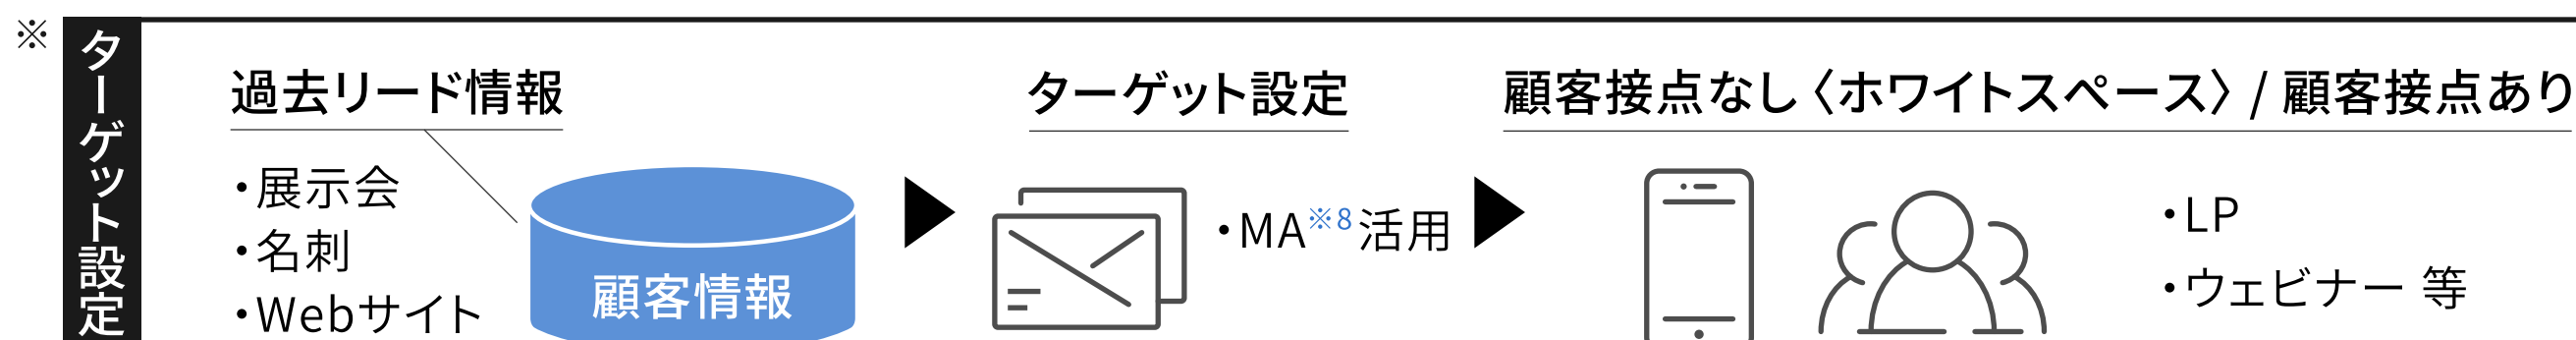 ※
ターゲット設定
過去リード情報
・展示会
・名刺
・Webサイト
顧客情報
ターゲット設定
・MA※8活用
顧客接点なし〈ホワイトスペース〉/ 顧客接点あり
・LP
・ウェビナー 等